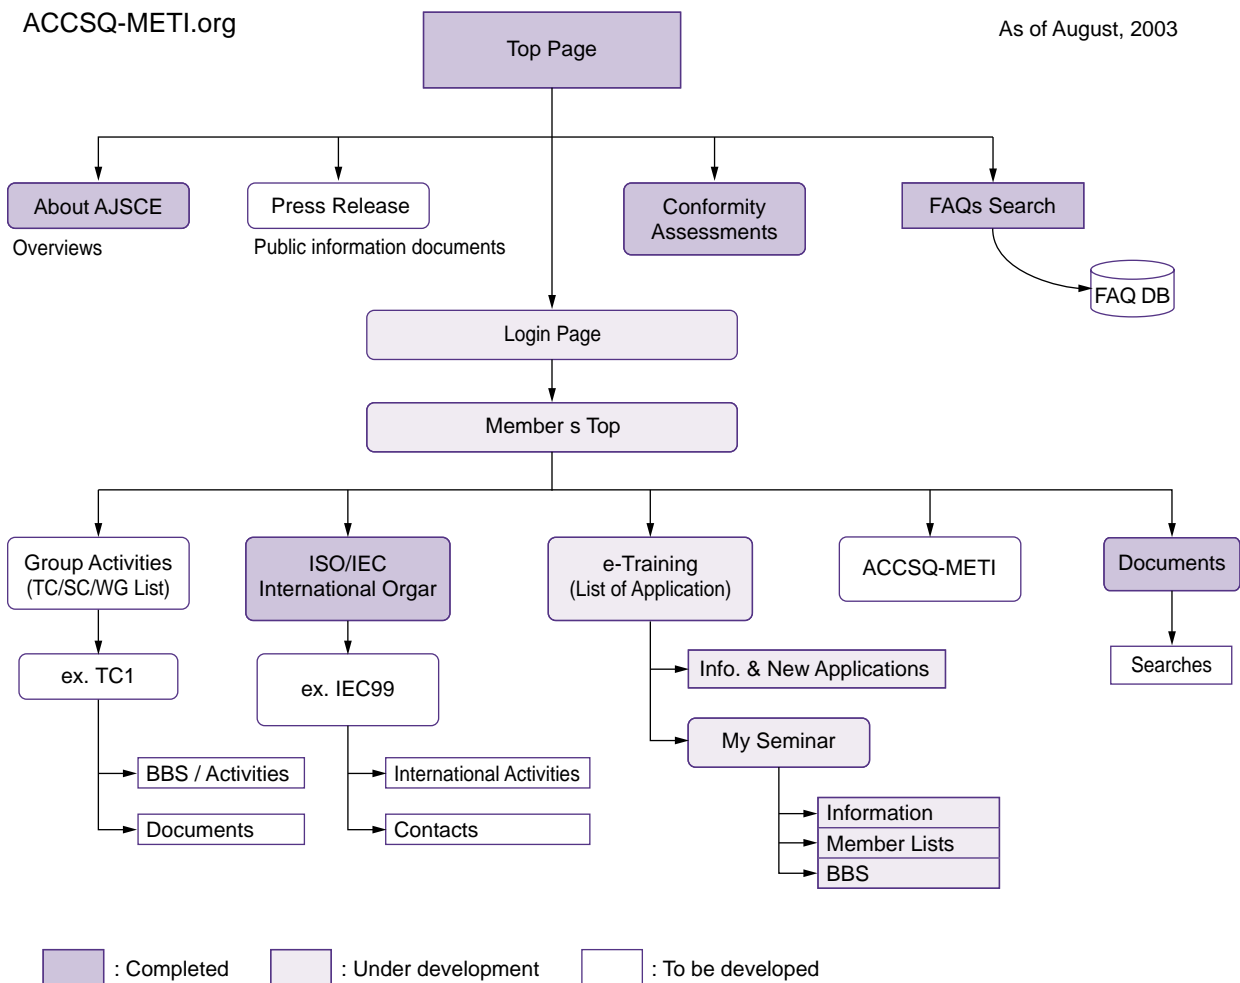 ACCSQ-METI.org
As of August, 2003
Top Page
About AJSCE
Overviews
Press Release
Public information documents
Conformity
Assessments
FAQs Search
FAQ DB
Login Page
Member s Top
Group Activities
(TC/SC/WG List)
ISO/IEC
International Orgar
e-Training
(List of Application)
ACCSQ-METI
Documents
ex. TC1
ex. IEC99
Info. & New Applications
Searches
My Seminar
BBS / Activities
International Activities
Documents
Contacts
Information
Member Lists
BBS
: Completed
: Under development
: To be developed